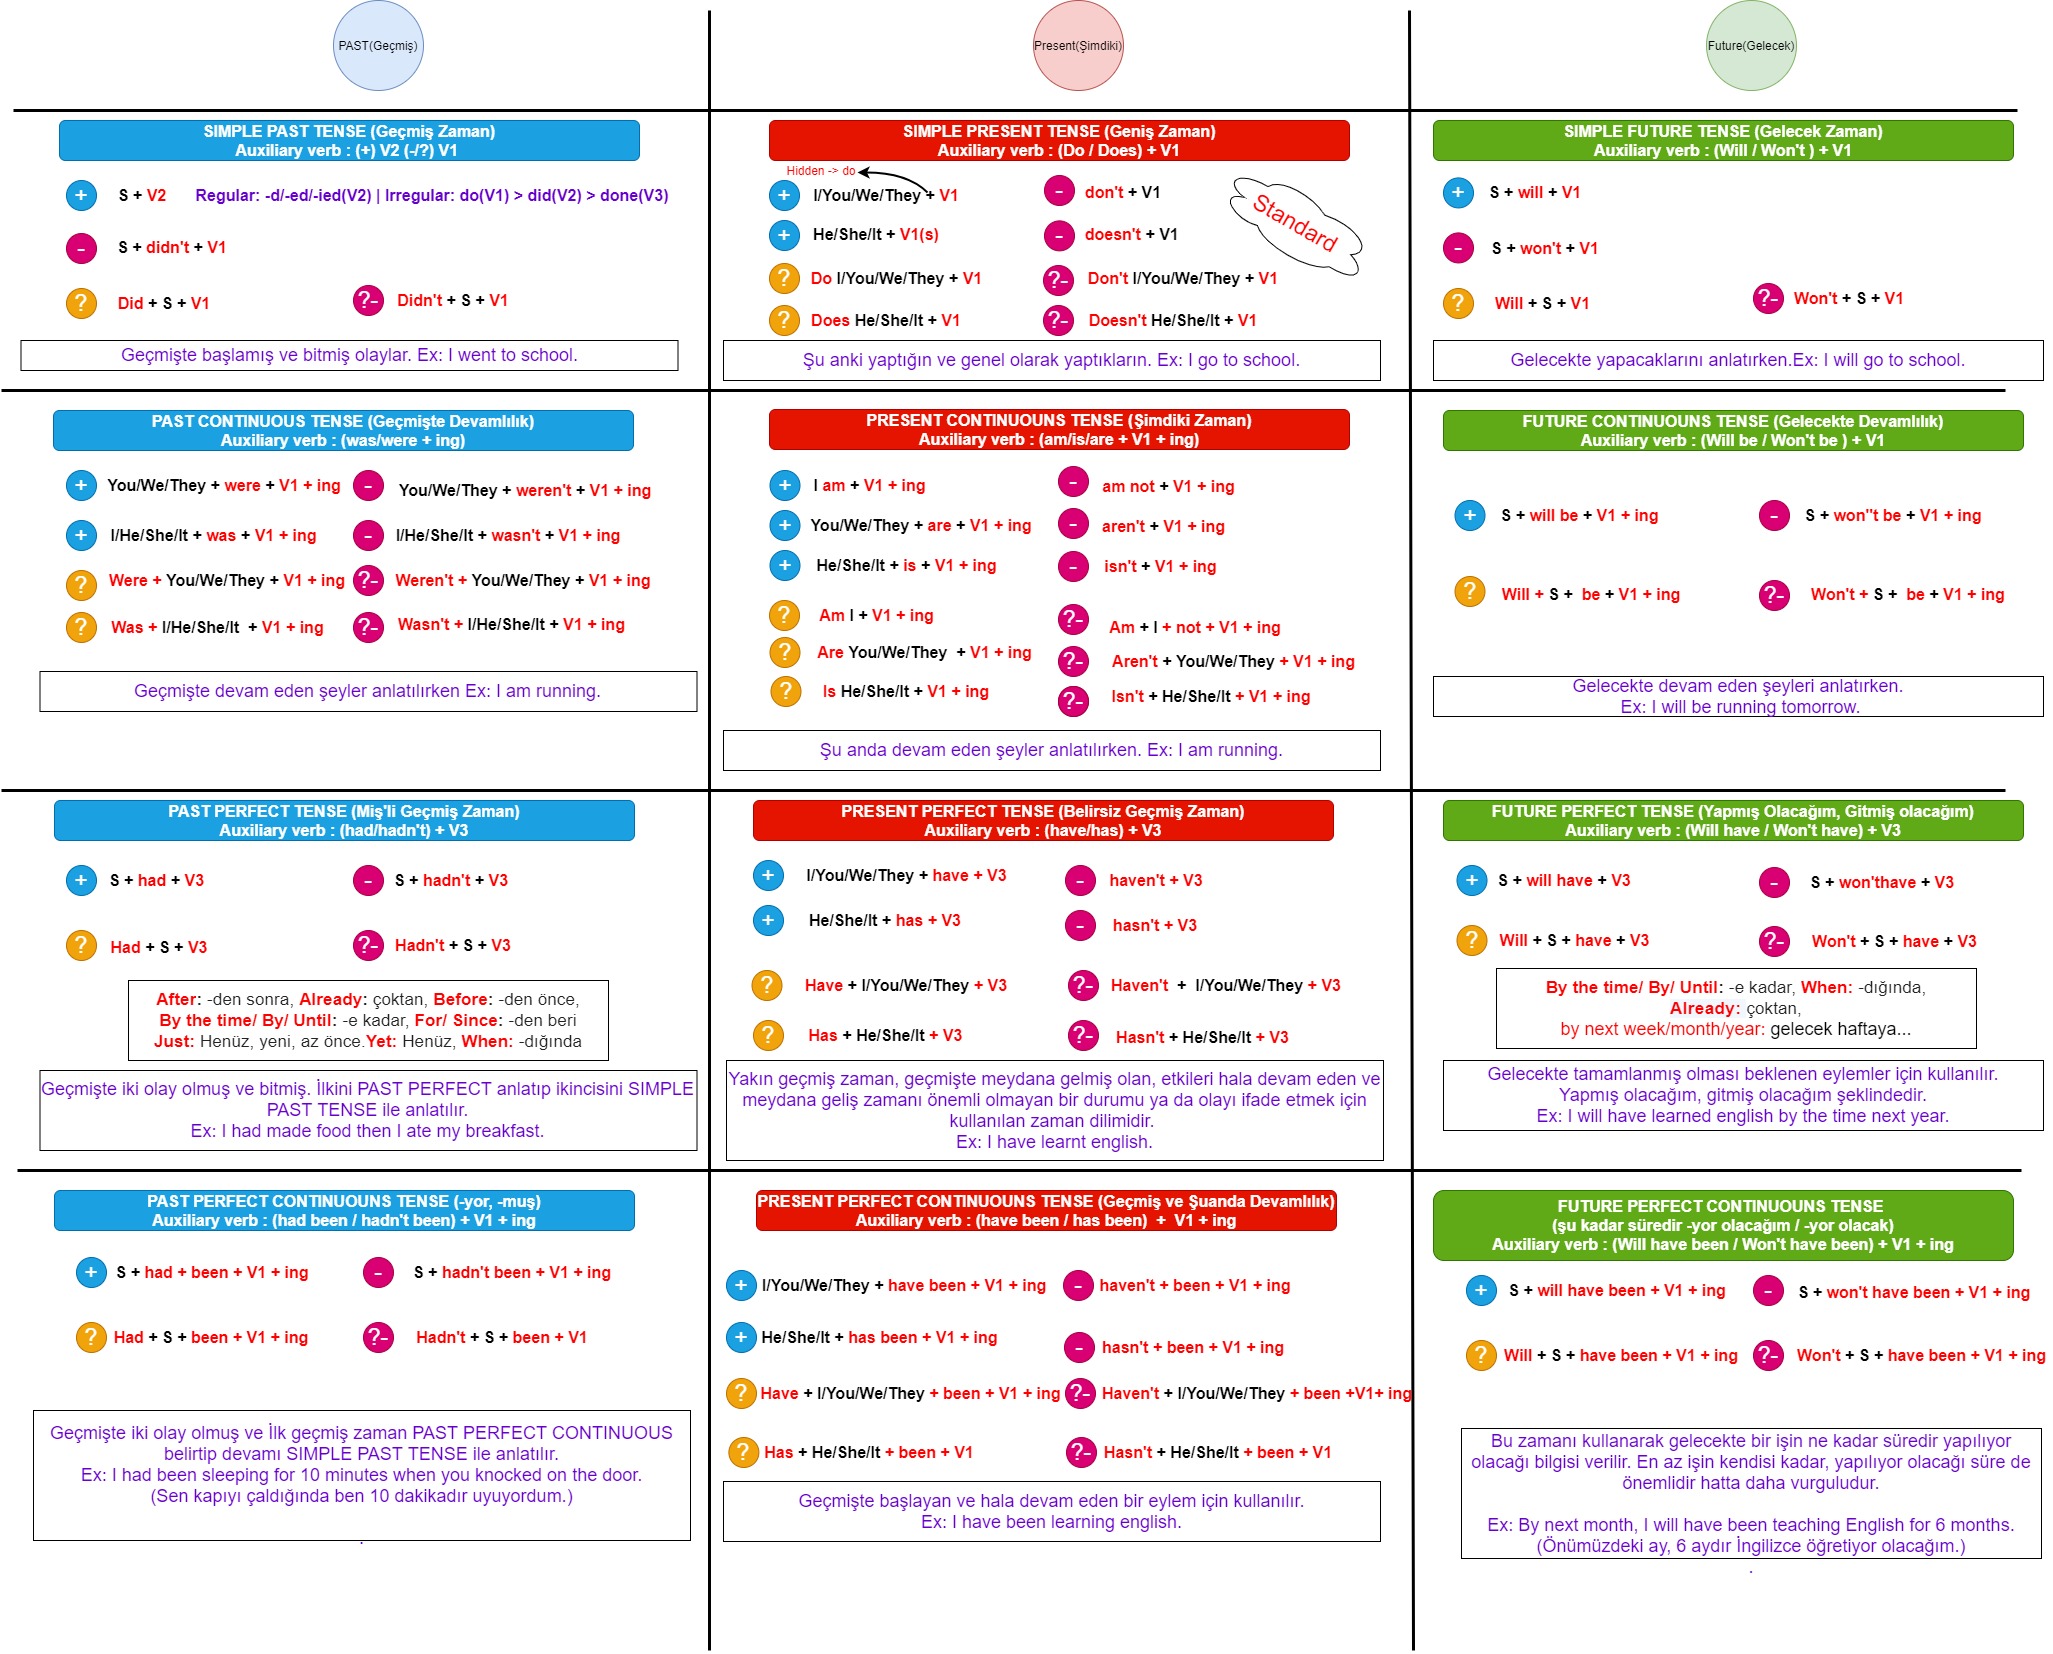 PAST(Geçmiş)
Present(Şimdiki)
Future(Gelecek)
SIMPLE PAST TENSE (Geçmiş Zaman)
Auxiliary verb : (+) V2 (-/?) V1
+ S + V2 Regular: -d/-ed/-ied(V2) | Irregular: do(V1) > did(V2) > done(V3)
- S + didn't + V1
? Did + S + V1 ?- Didn't + S + V1
Geçmişte başlamış ve bitmiş olaylar. Ex: I went to school.
SIMPLE PRESENT TENSE (Geniş Zaman)
Auxiliary verb : (Do / Does) + V1
Hidden -> do
+ I/You/We/They + V1 - don't + V1
+ He/She/It + V1(s) - doesn't + V1
Standard
? Do I/You/We/They + V1 ?- Don't I/You/We/They + V1
? Does He/She/It + V1 ?- Doesn't He/She/It + V1
Şu anki yaptığın ve genel olarak yaptıkların. Ex: I go to school.
SIMPLE FUTURE TENSE (Gelecek Zaman)
Auxiliary verb : (Will / Won't ) + V1
+ S + will + V1
- S + won't + V1
? Will + S + V1 ?- Won't + S + V1
Gelecekte yapacaklarını anlatırken.Ex: I will go to school.
PAST CONTINUOUS TENSE (Geçmişte Devamlılık)
Auxiliary verb : (was/were + ing)
+ You/We/They + were + V1 + ing - You/We/They + weren't + V1 + ing
+ I/He/She/It + was + V1 + ing - I/He/She/It + wasn't + V1 + ing
? Were + You/We/They + V1 + ing ?- Weren't + You/We/They + V1 + ing
? Was + I/He/She/It + V1 + ing ?- Wasn't + I/He/She/It + V1 + ing
Geçmişte devam eden şeyler anlatılırken Ex: I am running.
PRESENT CONTINUOUNS TENSE (Şimdiki Zaman)
Auxiliary verb : (am/is/are + V1 + ing)
+ I am + V1 + ing - am not + V1 + ing
+ You/We/They + are + V1 + ing - aren't + V1 + ing
+ He/She/It + is + V1 + ing - isn't + V1 + ing
? Am I + V1 + ing ?- Am + I + not + V1 + ing
? Are You/We/They + V1 + ing ?- Aren't + You/We/They + V1 + ing
? Is He/She/It + V1 + ing ?- Isn't + He/She/It + V1 + ing
Şu anda devam eden şeyler anlatılırken. Ex: I am running.
FUTURE CONTINUOUNS TENSE (Gelecekte Devamlılık)
Auxiliary verb : (Will be / Won't be ) + V1
+ S + will be + V1 + ing - S + won''t be + V1 + ing
? Will + S + be + V1 + ing ?- Won't + S + be + V1 + ing
Gelecekte devam eden şeyleri anlatırken.
Ex: I will be running tomorrow.
PAST PERFECT TENSE (Miş'li Geçmiş Zaman)
Auxiliary verb : (had/hadn't) + V3
+ S + had + V3 - S + hadn't + V3
? Had + S + V3 ?- Hadn't + S + V3
After: -den sonra, Already: çoktan, Before: -den önce,
By the time/ By/ Until: -e kadar, For/ Since: -den beri
Just: Henüz, yeni, az önce.Yet: Henüz, When: -dığında
Geçmişte iki olay olmuş ve bitmiş. İlkini PAST PERFECT anlatıp ikincisini SIMPLE
PAST TENSE ile anlatılır.
Ex: I had made food then I ate my breakfast.
PRESENT PERFECT TENSE (Belirsiz Geçmiş Zaman)
Auxiliary verb : (have/has) + V3
+ I/You/We/They + have + V3 - haven't + V3
+ He/She/It + has + V3 - hasn't + V3
? Have + I/You/We/They + V3 ?- Haven't + I/You/We/They + V3
? Has + He/She/It + V3 ?- Hasn't + He/She/It + V3
Yakın geçmiş zaman, geçmişte meydana gelmiş olan, etkileri hala devam eden ve
meydana geliş zamanı önemli olmayan bir durumu ya da olayı ifade etmek için
kullanılan zaman dilimidir.
Ex: I have learnt english.
FUTURE PERFECT TENSE (Yapmış Olacağım, Gitmiş olacağım)
Auxiliary verb : (Will have / Won't have) + V3
+ S + will have + V3 - S + won'thave + V3
? Will + S + have + V3 ?- Won't + S + have + V3
By the time/ By/ Until: -e kadar, When: -dığında,
Already: çoktan,
by next week/month/year: gelecek haftaya...
Gelecekte tamamlanmış olması beklenen eylemler için kullanılır.
Yapmış olacağım, gitmiş olacağım şeklindedir.
Ex: I will have learned english by the time next year.
PAST PERFECT CONTINUOUNS TENSE (-yor, -muş)
Auxiliary verb : (had been / hadn't been) + V1 + ing
+ S + had + been + V1 + ing - S + hadn't been + V1 + ing
? Had + S + been + V1 + ing ?- Hadn't + S + been + V1
Geçmişte iki olay olmuş ve İlk geçmiş zaman PAST PERFECT CONTINUOUS
belirtip devamı SIMPLE PAST TENSE ile anlatılır.
Ex: I had been sleeping for 10 minutes when you knocked on the door.
(Sen kapıyı çaldığında ben 10 dakikadır uyuyordum.)
.
PRESENT PERFECT CONTINUOUNS TENSE (Geçmiş ve Şuanda Devamlılık)
Auxiliary verb : (have been / has been) + V1 + ing
+ I/You/We/They + have been + V1 + ing - haven't + been + V1 + ing
+ He/She/It + has been + V1 + ing - hasn't + been + V1 + ing
? Have + I/You/We/They + been + V1 + ing ?- Haven't + I/You/We/They + been +V1+ ing
? Has + He/She/It + been + V1 ?- Hasn't + He/She/It + been + V1
Geçmişte başlayan ve hala devam eden bir eylem için kullanılır.
Ex: I have been learning english.
FUTURE PERFECT CONTINUOUNS TENSE
(şu kadar süredir -yor olacağım / -yor olacak)
Auxiliary verb : (Will have been / Won't have been) + V1 + ing
+ S + will have been + V1 + ing - S + won't have been + V1 + ing
? Will + S + have been + V1 + ing ?- Won't + S + have been + V1 + ing
Bu zamanı kullanarak gelecekte bir işin ne kadar süredir yapılıyor
olacağı bilgisi verilir. En az işin kendisi kadar, yapılıyor olacağı süre de
önemlidir hatta daha vurguludur.
Ex: By next month, I will have been teaching English for 6 months.
(Önümüzdeki ay, 6 aydır İngilizce öğretiyor olacağım.)
.